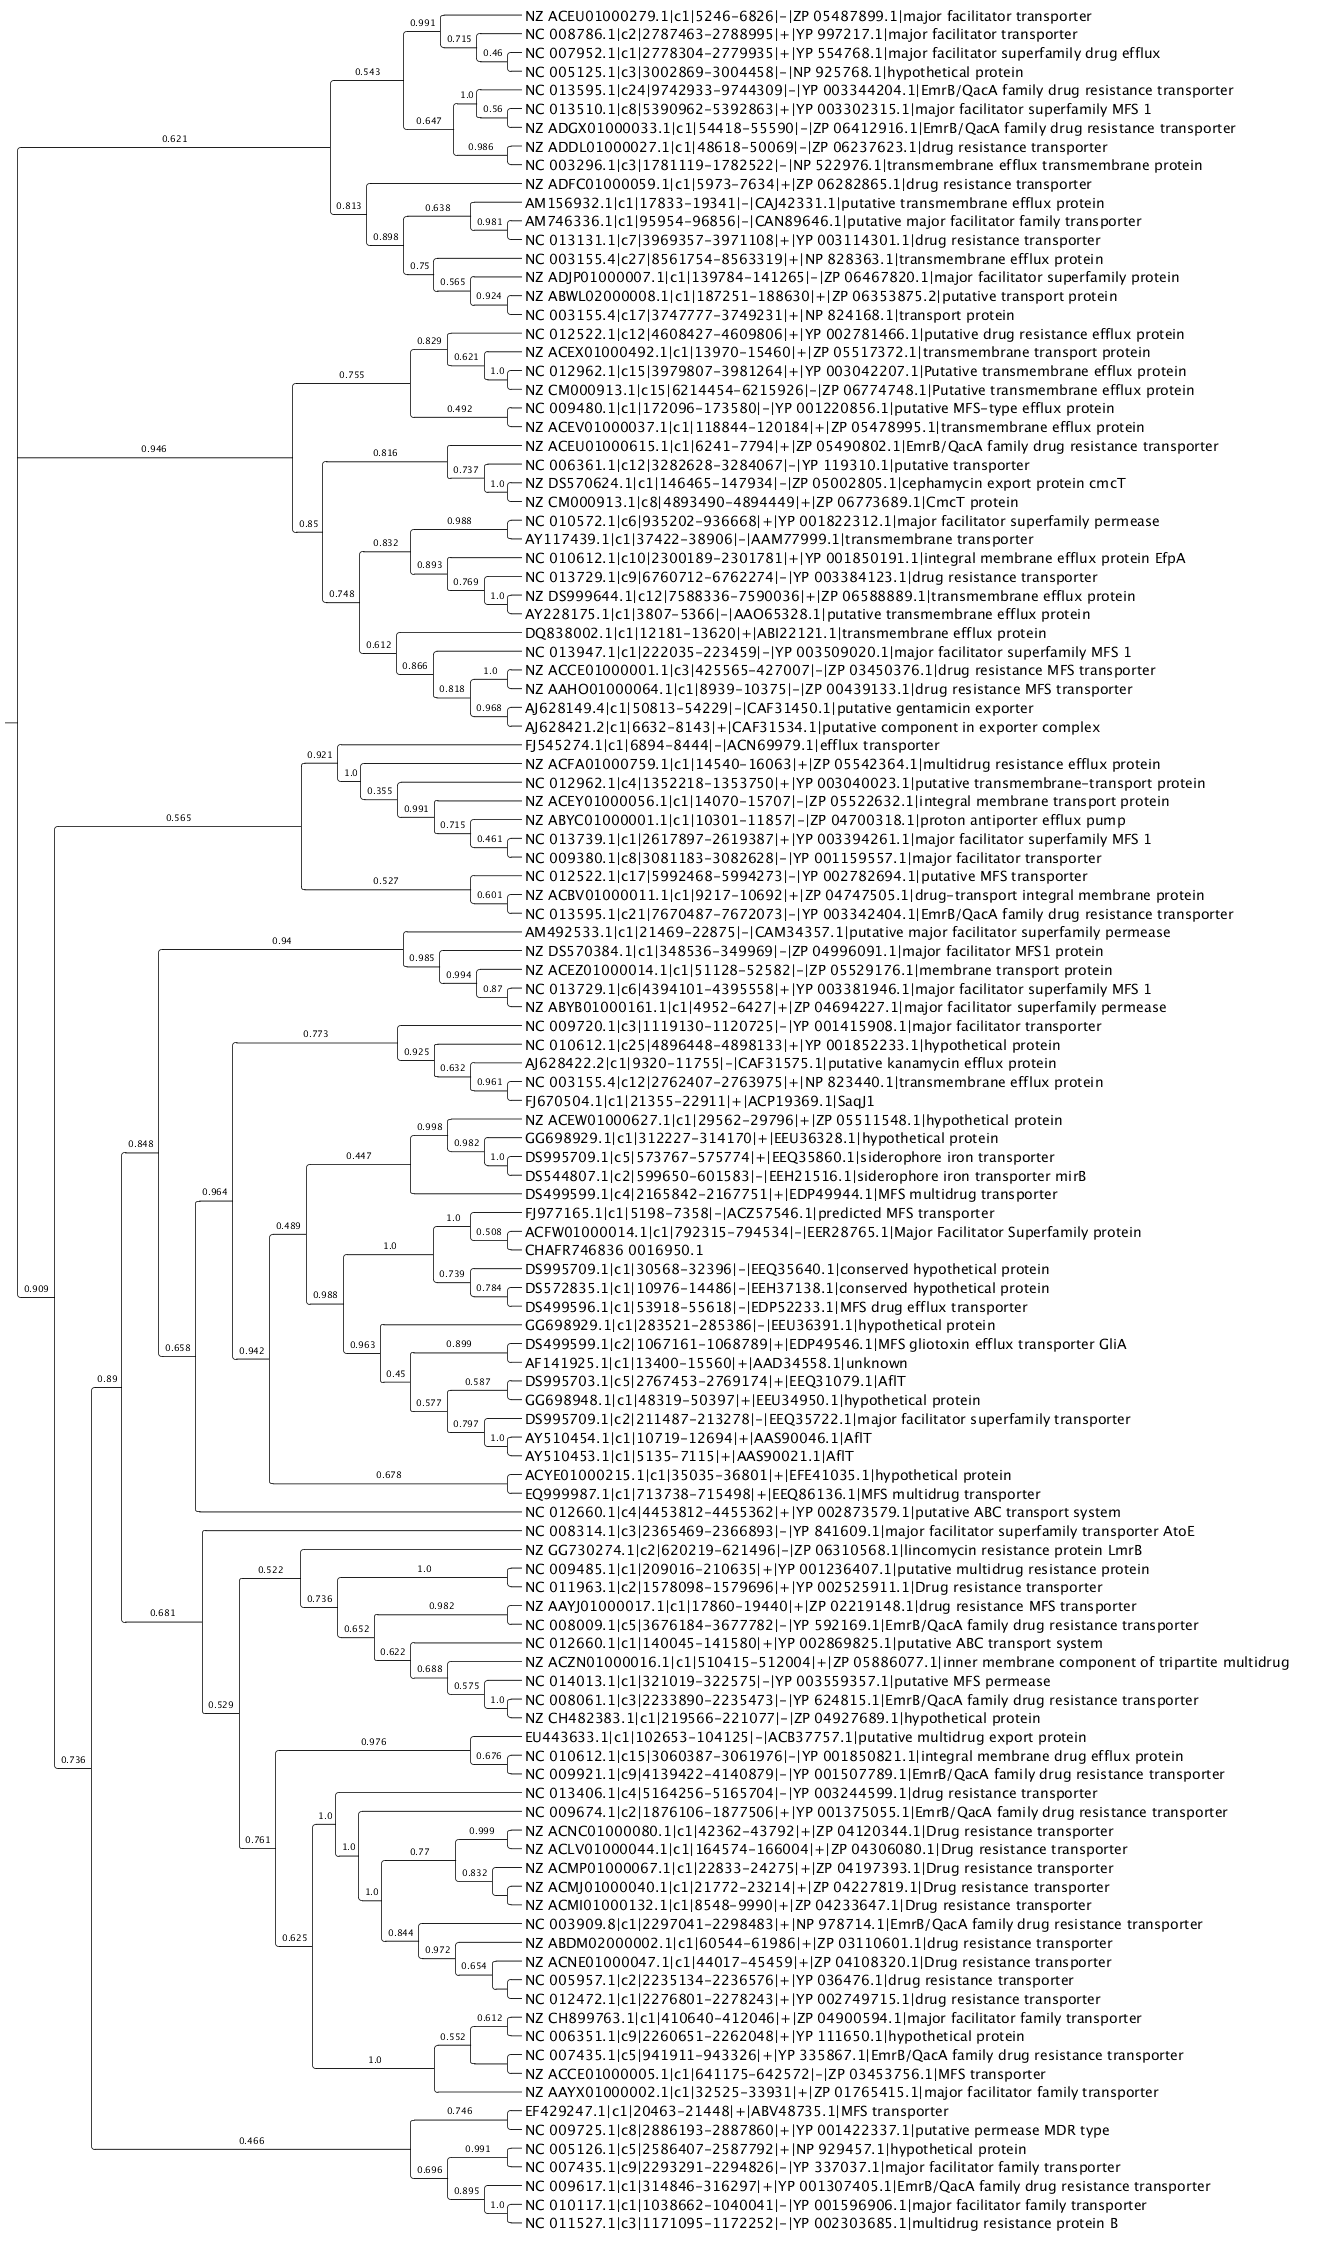 NZ ACEU01000279.1|c1|5246-6826|-|ZP 05487899.1|major facilitator transporter
0.991
NC 008786.1|c2|2787463-2788995|+|YP 997217.1|major facilitator transporter
0.715
NC 007952.1|c1|2778304-2779935|+|YP 554768.1|major facilitator superfamily drug efflux
0.46
0.543
NC 005125.1|c3|3002869-3004458|-|NP 925768.1|hypothetical protein
NC 013595.1|c24|9742933-9744309|-|YP 003344204.1|EmrB/QacA family drug resistance transporter
1.0
NC 013510.1|c8|5390962-5392863|+|YP 003302315.1|major facilitator superfamily MFS 1
0.56
0.647
NZ ADGX01000033.1|c1|54418-55590|-|ZP 06412916.1|EmrB/QacA family drug resistance transporter
0.621
0.986
NZ ADDL01000027.1|c1|48618-50069|-|ZP 06237623.1|drug resistance transporter
NC 003296.1|c3|1781119-1782522|-|NP 522976.1|transmembrane efflux transmembrane protein
NZ ADFC01000059.1|c1|5973-7634|+|ZP 06282865.1|drug resistance transporter
AM156932.1|c1|17833-19341|-|CAJ42331.1|putative transmembrane efflux protein
0.813
0.638
AM746336.1|c1|95954-96856|-|CAN89646.1|putative major facilitator family transporter
0.981
0.898
NC 013131.1|c7|3969357-3971108|+|YP 003114301.1|drug resistance transporter
NC 003155.4|c27|8561754-8563319|+|NP 828363.1|transmembrane efflux protein
0.75
NZ ADJP01000007.1|c1|139784-141265|-|ZP 06467820.1|major facilitator superfamily protein
0.565
NZ ABWL02000008.1|c1|187251-188630|+|ZP 06353875.2|putative transport protein
0.924
NC 003155.4|c17|3747777-3749231|+|NP 824168.1|transport protein
NC 012522.1|c12|4608427-4609806|+|YP 002781466.1|putative drug resistance efflux protein
0.829
NZ ACEX01000492.1|c1|13970-15460|+|ZP 05517372.1|transmembrane transport protein
0.621
NC 012962.1|c15|3979807-3981264|+|YP 003042207.1|Putative transmembrane efflux protein
1.0
0.755
NZ CM000913.1|c15|6214454-6215926|-|ZP 06774748.1|Putative transmembrane efflux protein
0.492
NC 009480.1|c1|172096-173580|-|YP 001220856.1|putative MFS-type efflux protein
NZ ACEV01000037.1|c1|118844-120184|+|ZP 05478995.1|transmembrane efflux protein
NZ ACEU01000615.1|c1|6241-7794|+|ZP 05490802.1|EmrB/QacA family drug resistance transporter
0.946
0.816
NC 006361.1|c12|3282628-3284067|-|YP 119310.1|putative transporter
0.737
NZ DS570624.1|c1|146465-147934|-|ZP 05002805.1|cephamycin export protein cmcT
1.0
NZ CM000913.1|c8|4893490-4894449|+|ZP 06773689.1|CmcT protein
0.988
NC 010572.1|c6|935202-936668|+|YP 001822312.1|major facilitator superfamily permease
0.85
AY117439.1|c1|37422-38906|-|AAM77999.1|transmembrane transporter
0.832
NC 010612.1|c10|2300189-2301781|+|YP 001850191.1|integral membrane efflux protein EfpA
0.893
NC 013729.1|c9|6760712-6762274|-|YP 003384123.1|drug resistance transporter
0.769
NZ DS999644.1|c12|7588336-7590036|+|ZP 06588889.1|transmembrane efflux protein
0.748
1.0
AY228175.1|c1|3807-5366|-|AAO65328.1|putative transmembrane efflux protein
DQ838002.1|c1|12181-13620|+|ABI22121.1|transmembrane efflux protein
0.612
NC 013947.1|c1|222035-223459|-|YP 003509020.1|major facilitator superfamily MFS 1
0.866
1.0
NZ ACCE01000001.1|c3|425565-427007|-|ZP 03450376.1|drug resistance MFS transporter
0.818
NZ AAHO01000064.1|c1|8939-10375|-|ZP 00439133.1|drug resistance MFS transporter
0.968
AJ628149.4|c1|50813-54229|-|CAF31450.1|putative gentamicin exporter
AJ628421.2|c1|6632-8143|+|CAF31534.1|putative component in exporter complex
FJ545274.1|c1|6894-8444|-|ACN69979.1|efflux transporter
0.921
NZ ACFA01000759.1|c1|14540-16063|+|ZP 05542364.1|multidrug resistance efflux protein
1.0
NC 012962.1|c4|1352218-1353750|+|YP 003040023.1|putative transmembrane-transport protein
0.355
NZ ACEY01000056.1|c1|14070-15707|-|ZP 05522632.1|integral membrane transport protein
0.991
0.565
NZ ABYC01000001.1|c1|10301-11857|-|ZP 04700318.1|proton antiporter efflux pump
0.715
NC 013739.1|c1|2617897-2619387|+|YP 003394261.1|major facilitator superfamily MFS 1
0.461
NC 009380.1|c8|3081183-3082628|-|YP 001159557.1|major facilitator transporter
NC 012522.1|c17|5992468-5994273|-|YP 002782694.1|putative MFS transporter
0.527
NZ ACBV01000011.1|c1|9217-10692|+|ZP 04747505.1|drug-transport integral membrane protein
0.601
NC 013595.1|c21|7670487-7672073|-|YP 003342404.1|EmrB/QacA family drug resistance transporter
AM492533.1|c1|21469-22875|-|CAM34357.1|putative major facilitator superfamily permease
0.94
NZ DS570384.1|c1|348536-349969|-|ZP 04996091.1|major facilitator MFS1 protein
0.985
NZ ACEZ01000014.1|c1|51128-52582|-|ZP 05529176.1|membrane transport protein
0.994
NC 013729.1|c6|4394101-4395558|+|YP 003381946.1|major facilitator superfamily MFS 1
0.87
NZ ABYB01000161.1|c1|4952-6427|+|ZP 04694227.1|major facilitator superfamily permease
NC 009720.1|c3|1119130-1120725|-|YP 001415908.1|major facilitator transporter
0.773
NC 010612.1|c25|4896448-4898133|+|YP 001852233.1|hypothetical protein
0.925
AJ628422.2|c1|9320-11755|-|CAF31575.1|putative kanamycin efflux protein
0.632
NC 003155.4|c12|2762407-2763975|+|NP 823440.1|transmembrane efflux protein
0.961
FJ670504.1|c1|21355-22911|+|ACP19369.1|SaqJ1
NZ ACEW01000627.1|c1|29562-29796|+|ZP 05511548.1|hypothetical protein
0.998
GG698929.1|c1|312227-314170|+|EEU36328.1|hypothetical protein
0.848
0.982
DS995709.1|c5|573767-575774|+|EEQ35860.1|siderophore iron transporter
0.447
1.0
DS544807.1|c2|599650-601583|-|EEH21516.1|siderophore iron transporter mirB
0.964
DS499599.1|c4|2165842-2167751|+|EDP49944.1|MFS multidrug transporter
FJ977165.1|c1|5198-7358|-|ACZ57546.1|predicted MFS transporter
0.489
1.0
ACFW01000014.1|c1|792315-794534|-|EER28765.1|Major Facilitator Superfamily protein
0.508
1.0
CHAFR746836 0016950.1
DS995709.1|c1|30568-32396|-|EEQ35640.1|conserved hypothetical protein
0.739
0.909
DS572835.1|c1|10976-14486|-|EEH37138.1|conserved hypothetical protein
0.784
0.988
DS499596.1|c1|53918-55618|-|EDP52233.1|MFS drug efflux transporter
GG698929.1|c1|283521-285386|-|EEU36391.1|hypothetical protein
0.658
0.942
0.963
0.899
DS499599.1|c2|1067161-1068789|+|EDP49546.1|MFS gliotoxin efflux transporter GliA
AF141925.1|c1|13400-15560|+|AAD34558.1|unknown
0.89
0.45
0.587
DS995703.1|c5|2767453-2769174|+|EEQ31079.1|AflT
0.577
GG698948.1|c1|48319-50397|+|EEU34950.1|hypothetical protein
DS995709.1|c2|211487-213278|-|EEQ35722.1|major facilitator superfamily transporter
0.797
AY510454.1|c1|10719-12694|+|AAS90046.1|AflT
1.0
AY510453.1|c1|5135-7115|+|AAS90021.1|AflT
0.678
ACYE01000215.1|c1|35035-36801|+|EFE41035.1|hypothetical protein
EQ999987.1|c1|713738-715498|+|EEQ86136.1|MFS multidrug transporter
NC 012660.1|c4|4453812-4455362|+|YP 002873579.1|putative ABC transport system
NC 008314.1|c3|2365469-2366893|-|YP 841609.1|major facilitator superfamily transporter AtoE
NZ GG730274.1|c2|620219-621496|-|ZP 06310568.1|lincomycin resistance protein LmrB
0.522
1.0
NC 009485.1|c1|209016-210635|+|YP 001236407.1|putative multidrug resistance protein
NC 011963.1|c2|1578098-1579696|+|YP 002525911.1|Drug resistance transporter
0.736
0.681
0.982
NZ AAYJ01000017.1|c1|17860-19440|+|ZP 02219148.1|drug resistance MFS transporter
NC 008009.1|c5|3676184-3677782|-|YP 592169.1|EmrB/QacA family drug resistance transporter
0.652
NC 012660.1|c1|140045-141580|+|YP 002869825.1|putative ABC transport system
0.622
NZ ACZN01000016.1|c1|510415-512004|+|ZP 05886077.1|inner membrane component of tripartite multidrug
0.688
NC 014013.1|c1|321019-322575|-|YP 003559357.1|putative MFS permease
0.575
NC 008061.1|c3|2233890-2235473|-|YP 624815.1|EmrB/QacA family drug resistance transporter
1.0
0.529
NZ CH482383.1|c1|219566-221077|-|ZP 04927689.1|hypothetical protein
EU443633.1|c1|102653-104125|-|ACB37757.1|putative multidrug export protein
0.976
NC 010612.1|c15|3060387-3061976|-|YP 001850821.1|integral membrane drug efflux protein
0.736
0.676
NC 009921.1|c9|4139422-4140879|-|YP 001507789.1|EmrB/QacA family drug resistance transporter
NC 013406.1|c4|5164256-5165704|-|YP 003244599.1|drug resistance transporter
NC 009674.1|c2|1876106-1877506|+|YP 001375055.1|EmrB/QacA family drug resistance transporter
1.0
0.999
NZ ACNC01000080.1|c1|42362-43792|+|ZP 04120344.1|Drug resistance transporter
0.761
1.0
0.77
NZ ACLV01000044.1|c1|164574-166004|+|ZP 04306080.1|Drug resistance transporter
NZ ACMP01000067.1|c1|22833-24275|+|ZP 04197393.1|Drug resistance transporter
0.832
NZ ACMJ01000040.1|c1|21772-23214|+|ZP 04227819.1|Drug resistance transporter
1.0
NZ ACMI01000132.1|c1|8548-9990|+|ZP 04233647.1|Drug resistance transporter
NC 003909.8|c1|2297041-2298483|+|NP 978714.1|EmrB/QacA family drug resistance transporter
0.625
0.844
NZ ABDM02000002.1|c1|60544-61986|+|ZP 03110601.1|drug resistance transporter
0.972
NZ ACNE01000047.1|c1|44017-45459|+|ZP 04108320.1|Drug resistance transporter
0.654
NC 005957.1|c2|2235134-2236576|+|YP 036476.1|drug resistance transporter
NC 012472.1|c1|2276801-2278243|+|YP 002749715.1|drug resistance transporter
0.612
NZ CH899763.1|c1|410640-412046|+|ZP 04900594.1|major facilitator family transporter
NC 006351.1|c9|2260651-2262048|+|YP 111650.1|hypothetical protein
0.552
NC 007435.1|c5|941911-943326|+|YP 335867.1|EmrB/QacA family drug resistance transporter
1.0
NZ ACCE01000005.1|c1|641175-642572|-|ZP 03453756.1|MFS transporter
NZ AAYX01000002.1|c1|32525-33931|+|ZP 01765415.1|major facilitator family transporter
0.746
EF429247.1|c1|20463-21448|+|ABV48735.1|MFS transporter
NC 009725.1|c8|2886193-2887860|+|YP 001422337.1|putative permease MDR type
0.466
0.991
NC 005126.1|c5|2586407-2587792|+|NP 929457.1|hypothetical protein
NC 007435.1|c9|2293291-2294826|-|YP 337037.1|major facilitator family transporter
0.696
NC 009617.1|c1|314846-316297|+|YP 001307405.1|EmrB/QacA family drug resistance transporter
0.895
NC 010117.1|c1|1038662-1040041|-|YP 001596906.1|major facilitator family transporter
1.0
NC 011527.1|c3|1171095-1172252|-|YP 002303685.1|multidrug resistance protein B